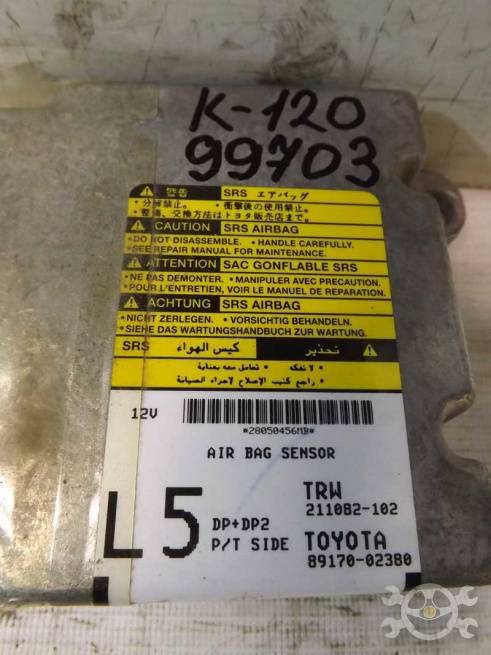 K-120
99703
警告 SRS エアバッグ
・分解禁止。 ・衝撃後の使用禁止。
・整備、交換方法はトヨタ販売店まで。
CAUTION SRS AIRBAG
•DO NOT DISASSEMBLE. •HANDLE CAREFULLY.
•SEE REPAIR MANUAL FOR MAINTENANCE.
ATTENTION SAC GONFLABLE SRS
•NE PAS DEMONTER. •MANIPULER AVEC PRECAUTION.
•POUR L'ENTRETIEN, VOIR LE MANUEL DE REPARATION.
ACHTUNG SRS AIRBAG
•NICHT ZERLEGEN. •VORSICHTIG BEHANDELN.
•SIEHE DAS WARTUNGSHANDBUCH ZUR WARTUNG.
تحذير كيس الهواء SRS
• لا تفكه • تعامل معه بعناية
• راجع كتيب الإصلاح لاجراء الصيانة
12V
*28050456MB*
AIR BAG SENSOR
L5 DP+DP2 TRW
211082-102
P/T SIDE TOYOTA
89170-02380